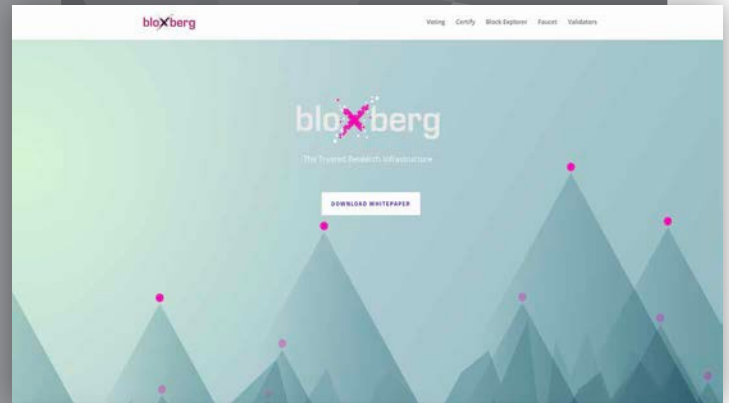 bloxberg
Voting Certify Block Explorer Faucet Validators
bloxberg
The Trusted Research Infrastructure
DOWNLOAD WHITEPAPER